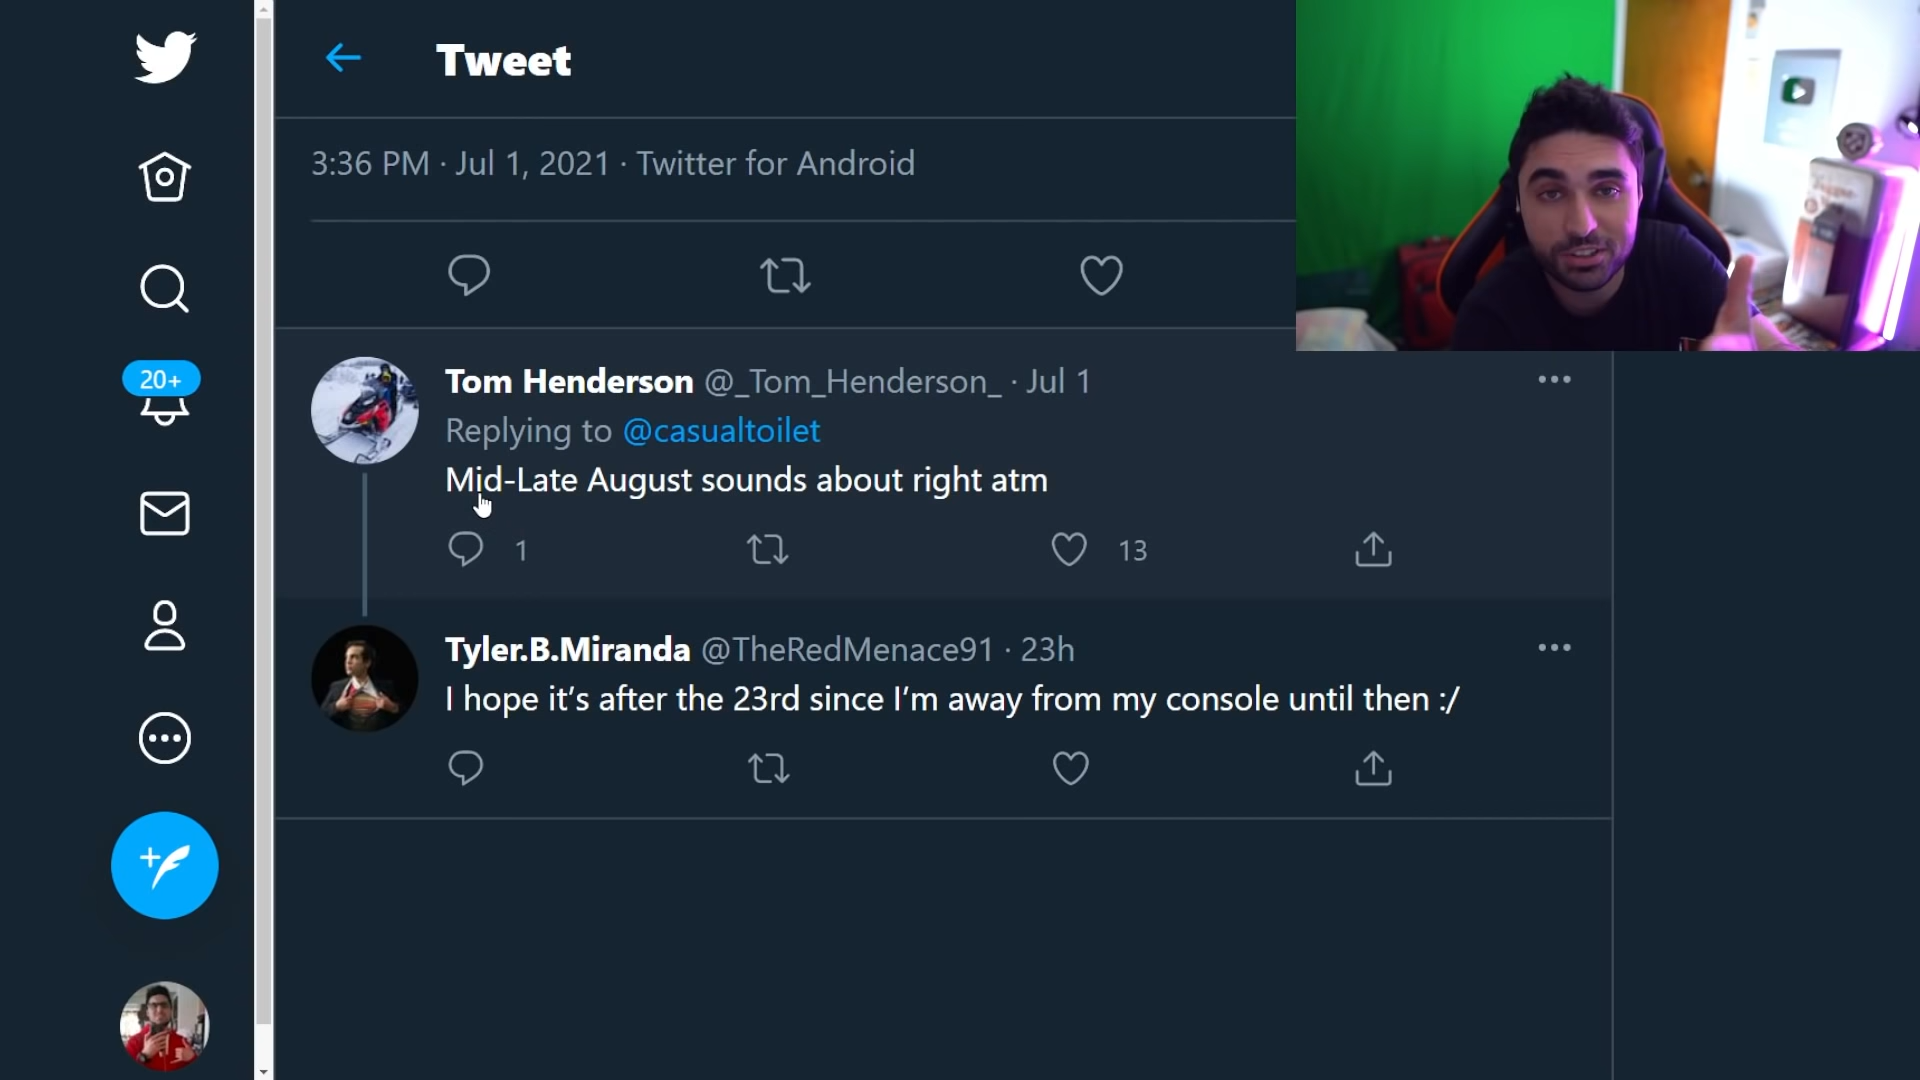 Tweet
3:36 PM · Jul 1, 2021 · Twitter for Android
20+
Tom Henderson @_Tom_Henderson_ · Jul 1
Replying to @casualtoilet
Mid-Late August sounds about right atm
1
13
Tyler.B.Miranda @TheRedMenace91 · 23h
I hope it’s after the 23rd since I’m away from my console until then :/